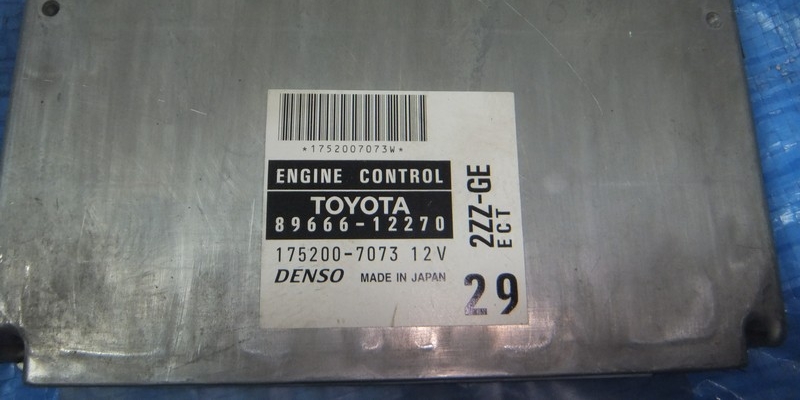 *1752007073W*
ENGINE CONTROL
TOYOTA
89666-12270
175200-7073 12V
DENSO MADE IN JAPAN
2ZZ-GE
ECT
29